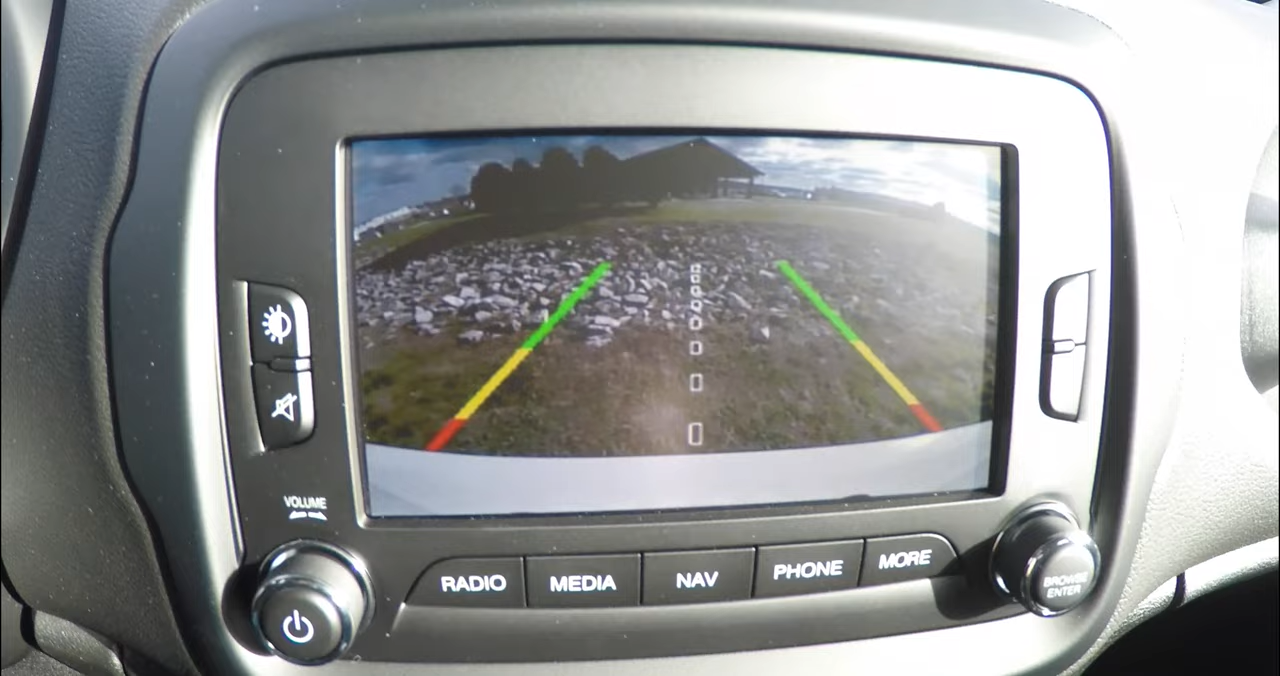 VOLUME
RADIO
MEDIA
NAV
PHONE
MORE
BROWSE
ENTER